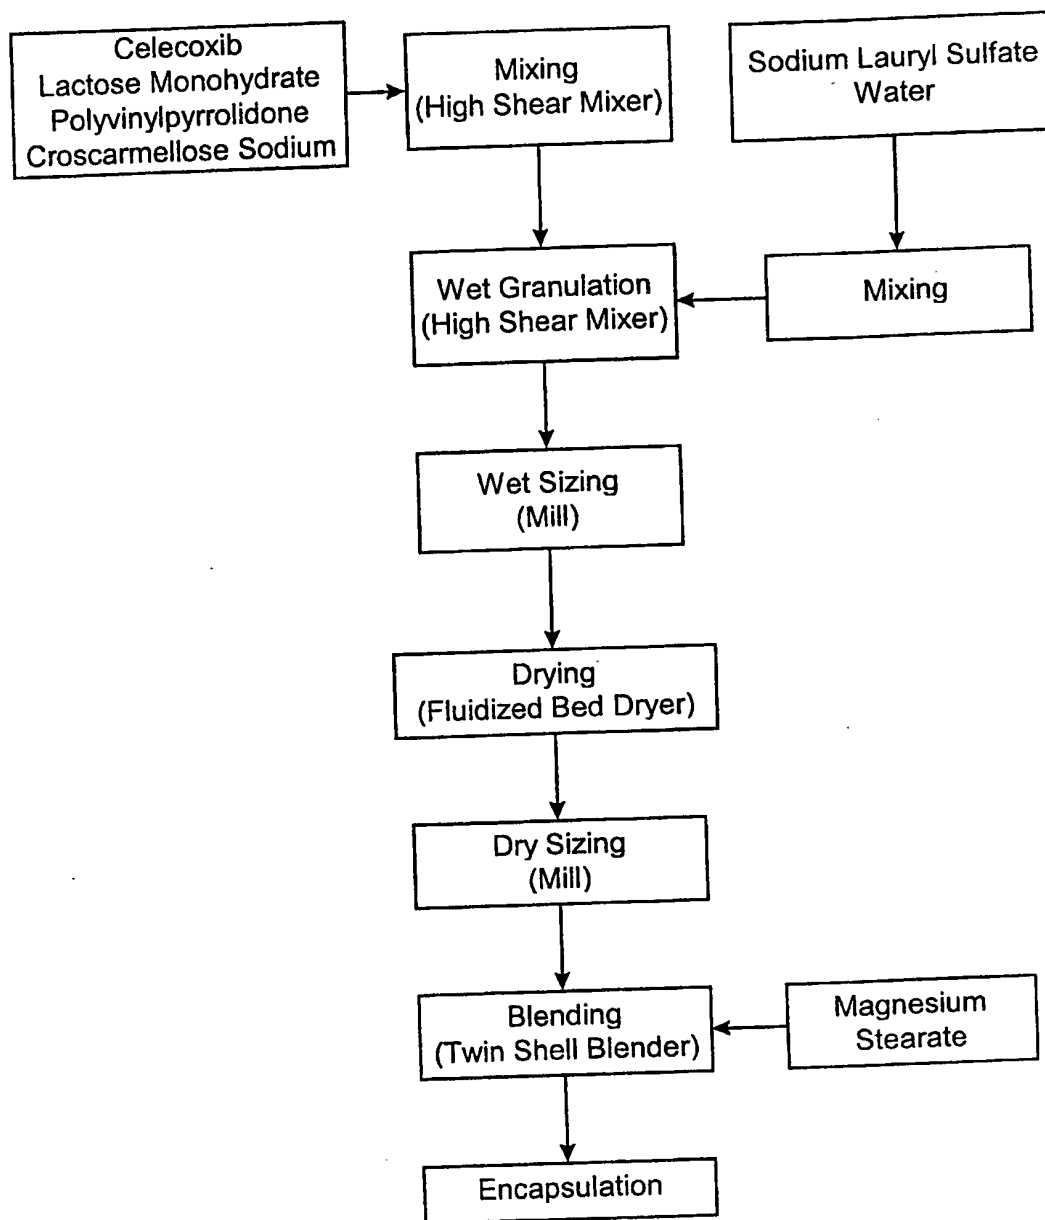 Celecoxib
Lactose Monohydrate
Polyvinylpyrrolidone
Croscarmellose Sodium
Mixing
(High Shear Mixer)
Sodium Lauryl Sulfate
Water
Wet Granulation
(High Shear Mixer)
Mixing
Wet Sizing
(Mill)
Drying
(Fluidized Bed Dryer)
Dry Sizing
(Mill)
Blending
(Twin Shell Blender)
Magnesium
Stearate
Encapsulation